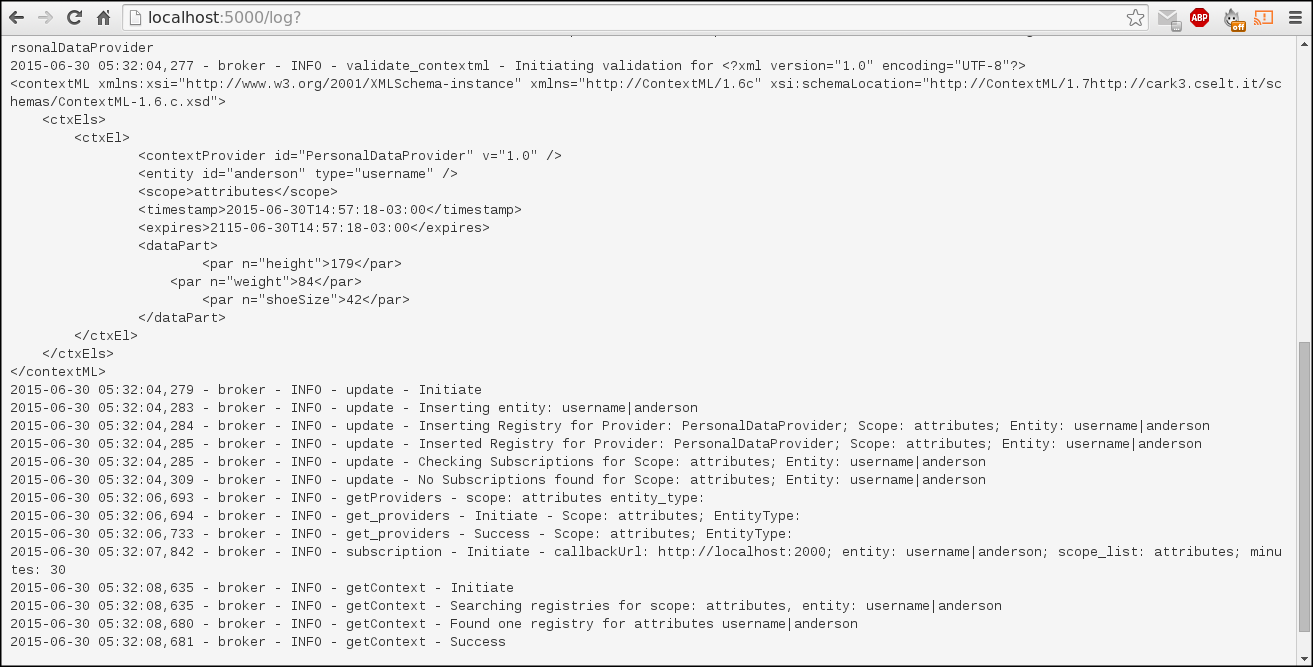 localhost:5000/log?
ABP
off
rsonalDataProvider
2015-06-30 05:32:04,277 - broker - INFO - validate_contextml - Initiating validation for <?xml version="1.0" encoding="UTF-8"?>
<contextML xmlns:xsi="http://www.w3.org/2001/XMLSchema-instance" xmlns="http://ContextML/1.6c" xsi:schemaLocation="http://ContextML/1.7http://cark3.cselt.it/sc
hemas/ContextML-1.6.c.xsd">
    <ctxEls>
        <ctxEl>
                <contextProvider id="PersonalDataProvider" v="1.0" />
                <entity id="anderson" type="username" />
                <scope>attributes</scope>
                <timestamp>2015-06-30T14:57:18-03:00</timestamp>
                <expires>2115-06-30T14:57:18-03:00</expires>
                <dataPart>
                        <par n="height">179</par>
                    <par n="weight">84</par>
                        <par n="shoeSize">42</par>
                </dataPart>
        </ctxEl>
    </ctxEls>
</contextML>
2015-06-30 05:32:04,279 - broker - INFO - update - Initiate
2015-06-30 05:32:04,283 - broker - INFO - update - Inserting entity: username|anderson
2015-06-30 05:32:04,284 - broker - INFO - update - Inserting Registry for Provider: PersonalDataProvider; Scope: attributes; Entity: username|anderson
2015-06-30 05:32:04,285 - broker - INFO - update - Inserted Registry for Provider: PersonalDataProvider; Scope: attributes; Entity: username|anderson
2015-06-30 05:32:04,285 - broker - INFO - update - Checking Subscriptions for Scope: attributes; Entity: username|anderson
2015-06-30 05:32:04,309 - broker - INFO - update - No Subscriptions found for Scope: attributes; Entity: username|anderson
2015-06-30 05:32:06,693 - broker - INFO - getProviders - scope: attributes entity_type:
2015-06-30 05:32:06,694 - broker - INFO - get_providers - Initiate - Scope: attributes; EntityType:
2015-06-30 05:32:06,733 - broker - INFO - get_providers - Success - Scope: attributes; EntityType:
2015-06-30 05:32:07,842 - broker - INFO - subscription - Initiate - callbackUrl: http://localhost:2000; entity: username|anderson; scope_list: attributes; minu
tes: 30
2015-06-30 05:32:08,635 - broker - INFO - getContext - Initiate
2015-06-30 05:32:08,635 - broker - INFO - getContext - Searching registries for scope: attributes, entity: username|anderson
2015-06-30 05:32:08,680 - broker - INFO - getContext - Found one registry for attributes username|anderson
2015-06-30 05:32:08,681 - broker - INFO - getContext - Success